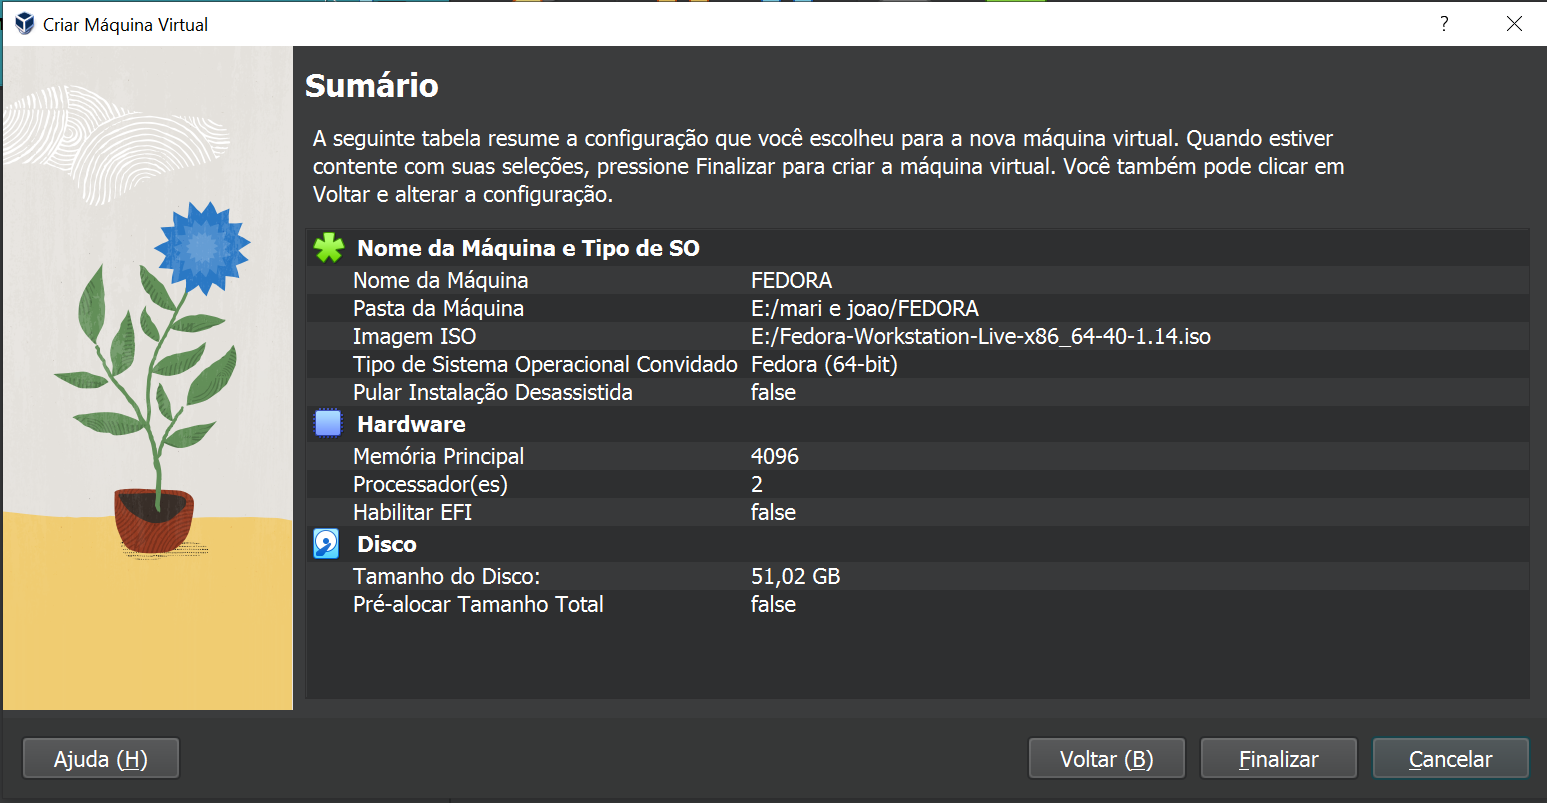 Criar Máquina Virtual
?
Sumário
A seguinte tabela resume a configuração que você escolheu para a nova máquina virtual. Quando estiver
contente com suas seleções, pressione Finalizar para criar a máquina virtual. Você também pode clicar em
Voltar e alterar a configuração.
Nome da Máquina e Tipo de SO
Nome da Máquina FEDORA
Pasta da Máquina E:/mari e joao/FEDORA
Imagem ISO E:/Fedora-Workstation-Live-x86_64-40-1.14.iso
Tipo de Sistema Operacional Convidado Fedora (64-bit)
Pular Instalação Desassistida false
Hardware
Memória Principal 4096
Processador(es) 2
Habilitar EFI false
Disco
Tamanho do Disco: 51,02 GB
Pré-alocar Tamanho Total false
Ajuda (H) Voltar (B) Finalizar Cancelar